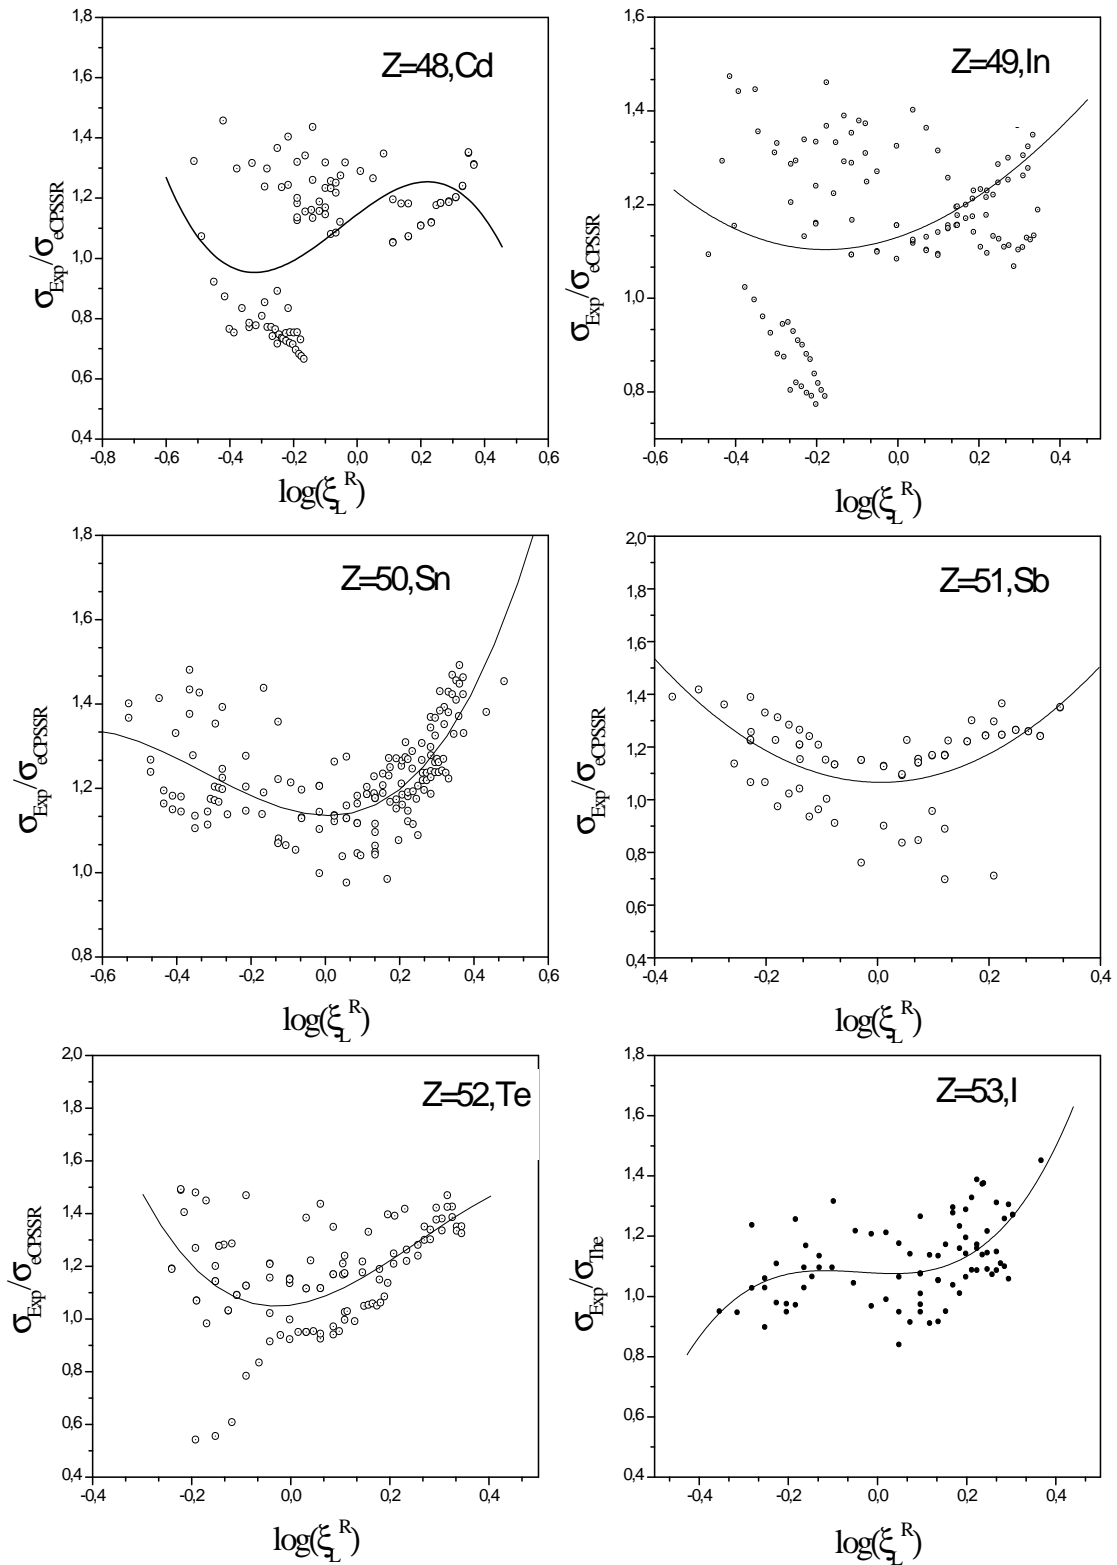 Z=48,Cd
1,8
1,6
1,4
1,2
1,0
0,8
0,6
0,4
σExp/σeCPSSR
-0,8 -0,6 -0,4 -0,2 0,0 0,2 0,4 0,6
log(ξLR)
Z=49,In
1,6
1,4
1,2
1,0
0,8
σExp/σeCPSSR
-0,6 -0,4 -0,2 0,0 0,2 0,4
log(ξLR)
Z=50,Sn
1,8
1,6
1,4
1,2
1,0
0,8
σExp/σeCPSSR
-0,6 -0,4 -0,2 0,0 0,2 0,4 0,6
log(ξLR)
Z=51,Sb
2,0
1,8
1,6
1,4
1,2
1,0
0,8
0,6
0,4
σExp/σeCPSSR
-0,4 -0,2 0,0 0,2 0,4
log(ξLR)
Z=52,Te
2,0
1,8
1,6
1,4
1,2
1,0
0,8
0,6
0,4
σExp/σeCPSSR
-0,4 -0,2 0,0 0,2 0,4
log(ξLR)
Z=53,I
1,8
1,6
1,4
1,2
1,0
0,8
0,6
0,4
σExp/σThe
-0,4 -0,2 0,0 0,2 0,4
log(ξLR)